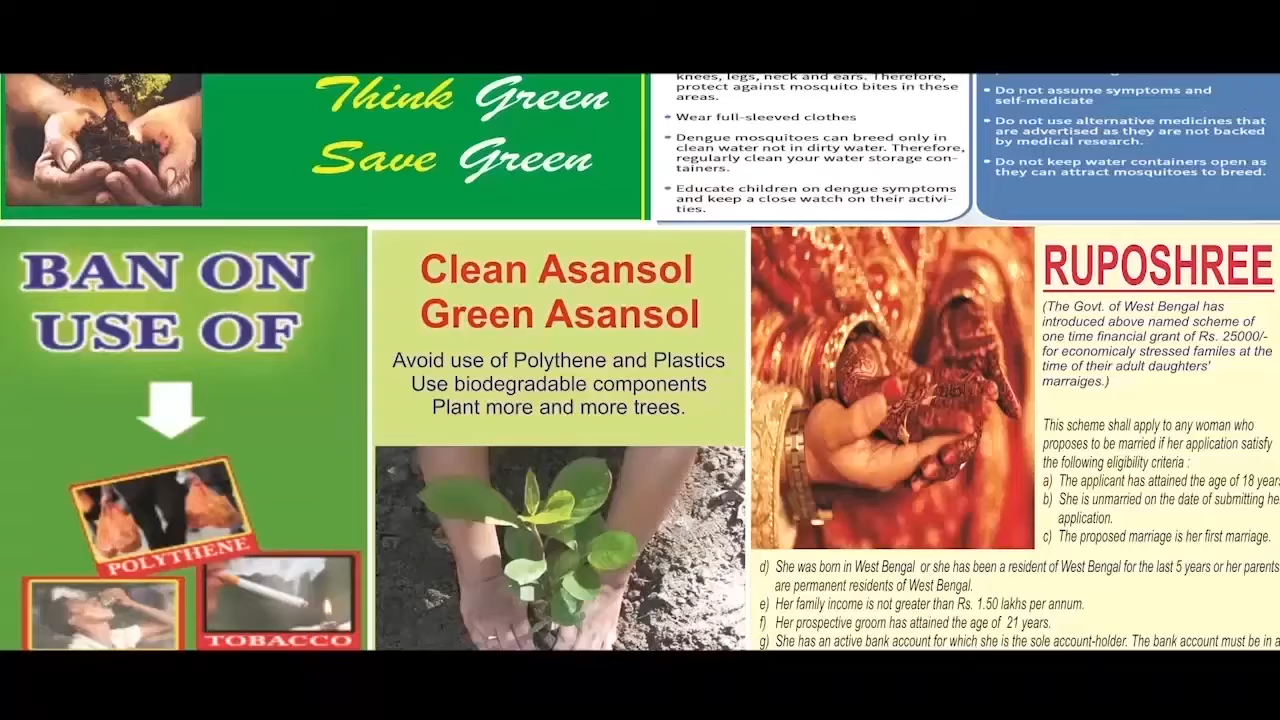 Think Green
Save Green
knees, legs, neck and ears. Therefore,
protect against mosquito bites in these
areas.
• Wear full-sleeved clothes
• Dengue mosquitoes can breed only in
clean water not in dirty water. Therefore,
regularly clean your water storage con-
tainers.
• Educate children on dengue symptoms
and keep a close watch on their activi-
ties.
• Do not assume symptoms and
self-medicate
• Do not use alternative medicines that
are advertised as they are not backed
by medical research.
• Do not keep water containers open as
they can attract mosquitoes to breed.
BAN ON
USE OF
POLYTHENE
TOBACCO
Clean Asansol
Green Asansol
Avoid use of Polythene and Plastics
Use biodegradable components
Plant more and more trees.
RUPOSHREE
(The Govt. of West Bengal has
introduced above named scheme of
one time financial grant of Rs. 25000/-
for economicaly stressed familes at the
time of their adult daughters'
marraiges.)
This scheme shall apply to any woman who
proposes to be married if her application satisfy
the following eligibility criteria :
a) The applicant has attained the age of 18 years
b) She is unmarried on the date of submitting he
application.
c) The proposed marriage is her first marriage.
d) She was born in West Bengal or she has been a resident of West Bengal for the last 5 years or her parents
are permanent residents of West Bengal.
e) Her family income is not greater than Rs. 1.50 lakhs per annum.
f) Her prospective groom has attained the age of 21 years.
g) She has an active bank account for which she is the sole account-holder. The bank account must be in a